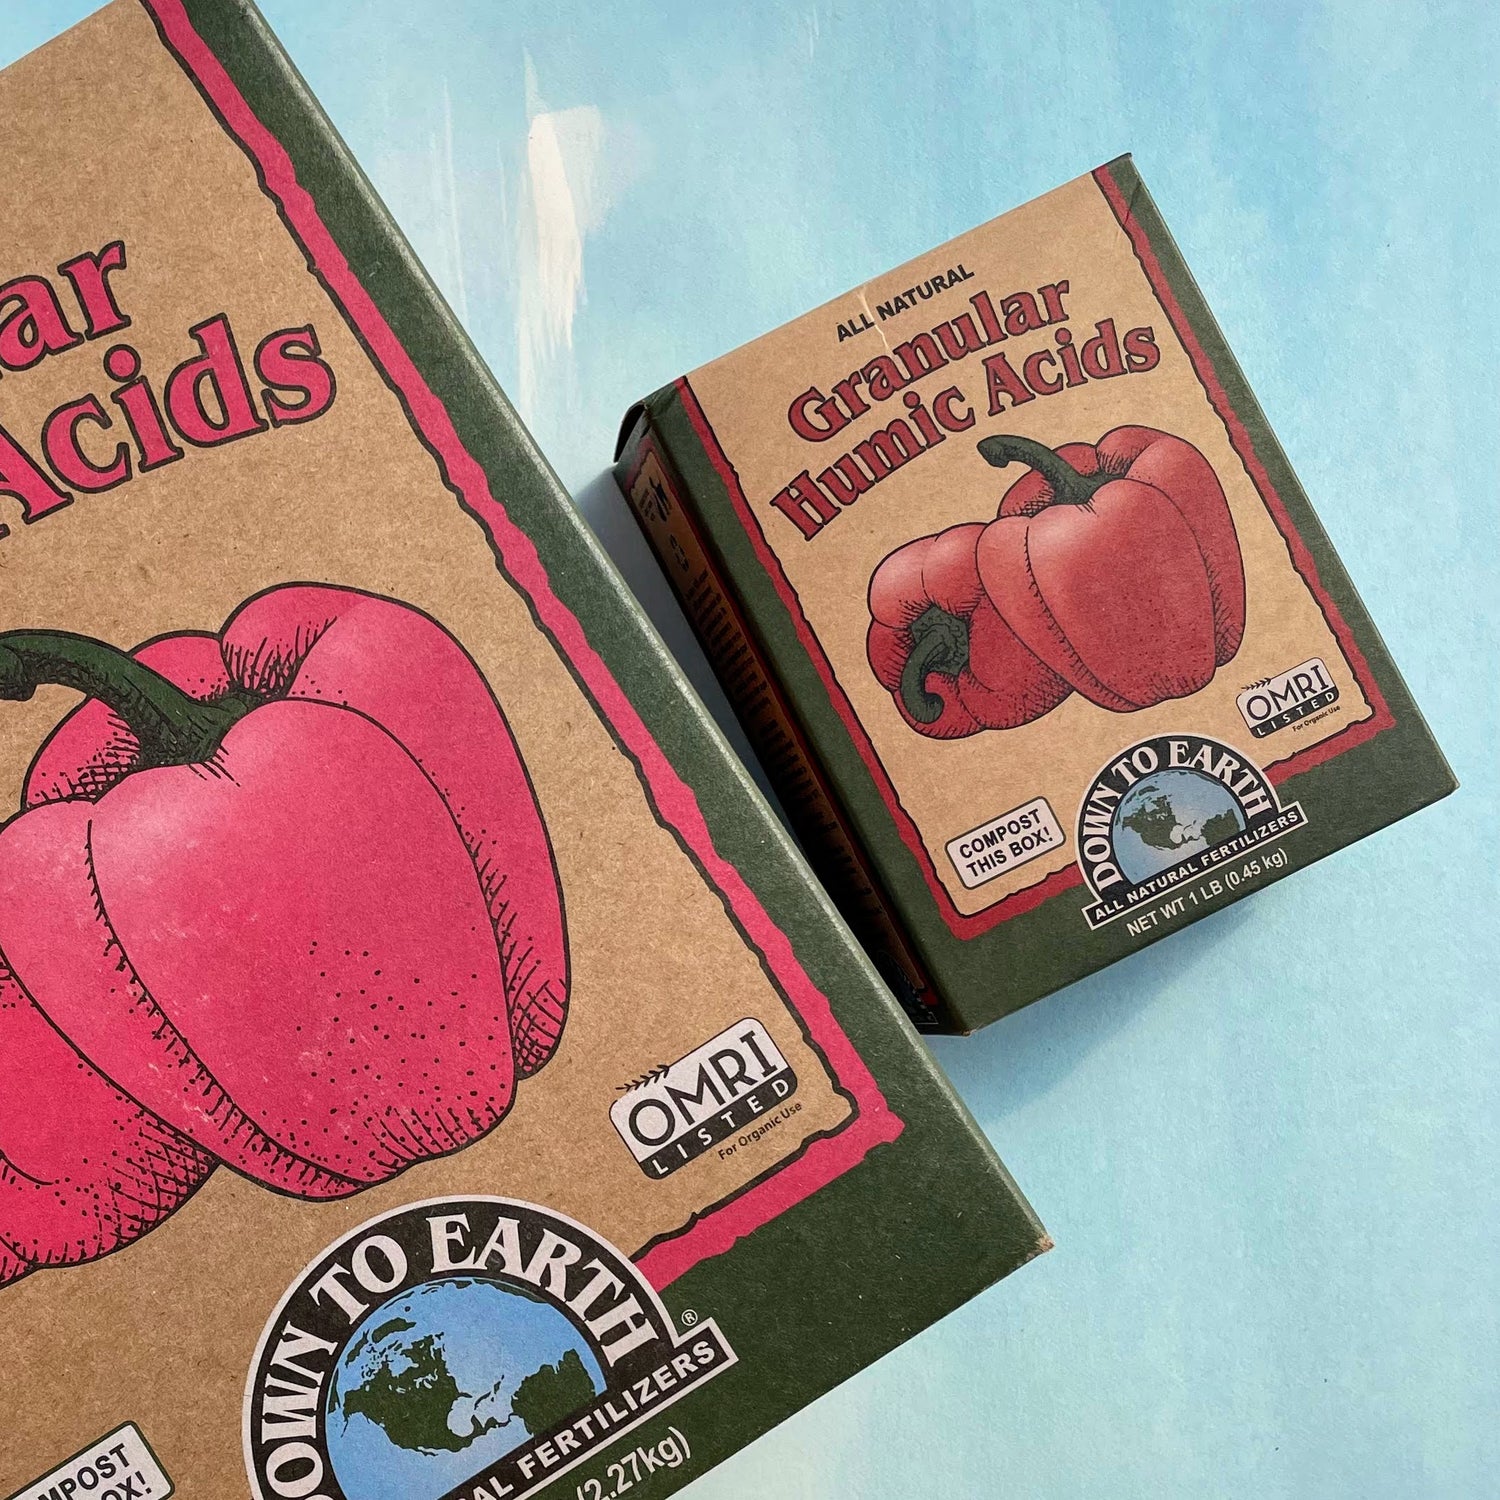 ar
Acids
OMRI
LISTED
For Organic Use
DOWN TO EARTH
®
AL FERTILIZERS
(2.27kg)
MPOST
OX!
ALL NATURAL
Granular
Humic Acids
OMRI
LISTED
For Organic Use
COMPOST
THIS BOX!
DOWN TO EARTH
ALL NATURAL FERTILIZERS
NET WT 1 LB (0.45 kg)